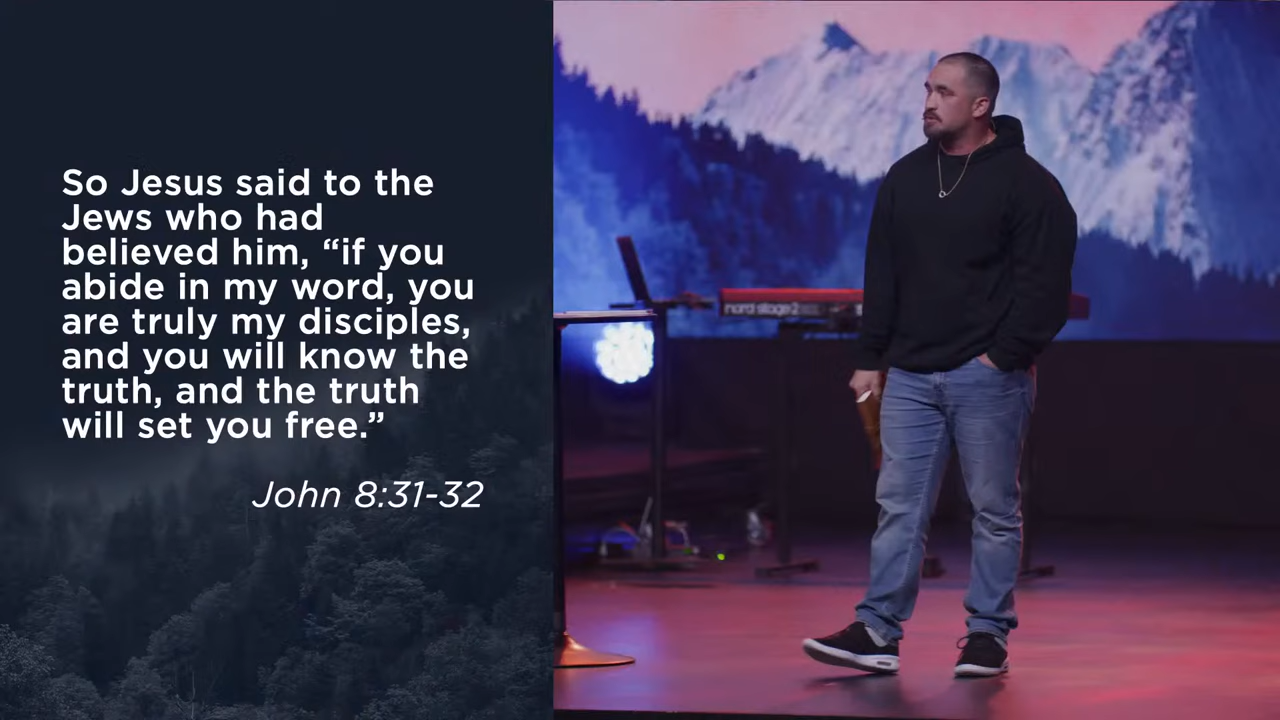 So Jesus said to the
Jews who had
believed him, “if you
abide in my word, you
are truly my disciples,
and you will know the
truth, and the truth
will set you free.”
John 8:31-32
nord stage 2